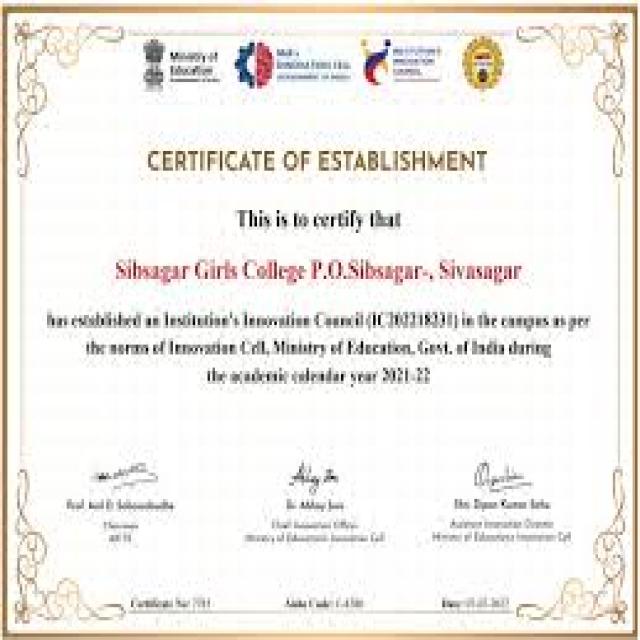 Ministry of
Education
MoE's
INNOVATION CELL
GOVERNMENT OF INDIA
INSTITUTION'S
INNOVATION
COUNCIL
CERTIFICATE OF ESTABLISHMENT
This is to certify that
Sibsagar Girls College P.O.Sibsagar-, Sivasagar
has established an Institution's Innovation Council (IC202218231) in the campus as per
the norms of Innovation Cell, Ministry of Education, Govt. of India during
the academic calendar year 2021-22
Prof. Anil D. Sahasrabudhe
Dr. Abhay Jere
Shri. Dipan Kumar Sahu
Chairman
Chief Innovation Officer
Assistant Innovation Director
AICTE
Ministry of Education's Innovation Cell
Ministry of Education's Innovation Cell
Certificate No:
Aishe Code:
Date: